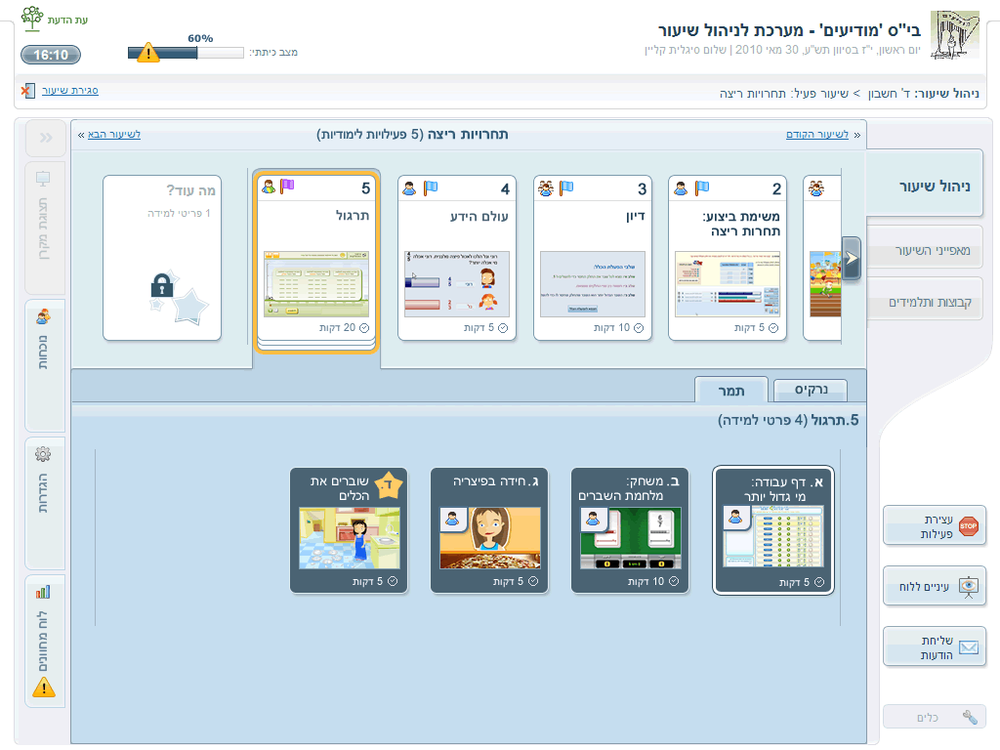 בי"ס 'מודיעים' - מערכת לניהול שיעור
יום ראשון, י"ז בסיוון תש"ע, 30 מאי 2010 | שלום סיגלית קליין
60%
מצב כיתתי:
עת הדעת
16:10
ניהול שיעור: ד' חשבון > שיעור פעיל: תחרויות ריצה
סגירת שיעור
ניהול שיעור
מאפייני השיעור
קבוצות ותלמידים
« לשיעור הקודם
תחרויות ריצה (5 פעילויות לימודיות)
לשיעור הבא »
2
משימת ביצוע:
תחרות ריצה
5 דקות
3
דיון
10 דקות
4
עולם הידע
5 דקות
5
תרגול
20 דקות
מה עוד?
1 פריטי למידה
נרקיס
תמר
5.תרגול (4 פרטי למידה)
א. דף עבודה:
מי גדול יותר
5 דקות
ב. משחק:
מלחמת השברים
10 דקות
ג. חידה בפיצריה
5 דקות
ד.
שוברים את
הכלים
5 דקות
STOP
עצירת
פעילות
עיניים ללוח
שליחת
הודעות
כלים
תצוגת מקרן
נוכחות
הגדרות
לוח מחוונים